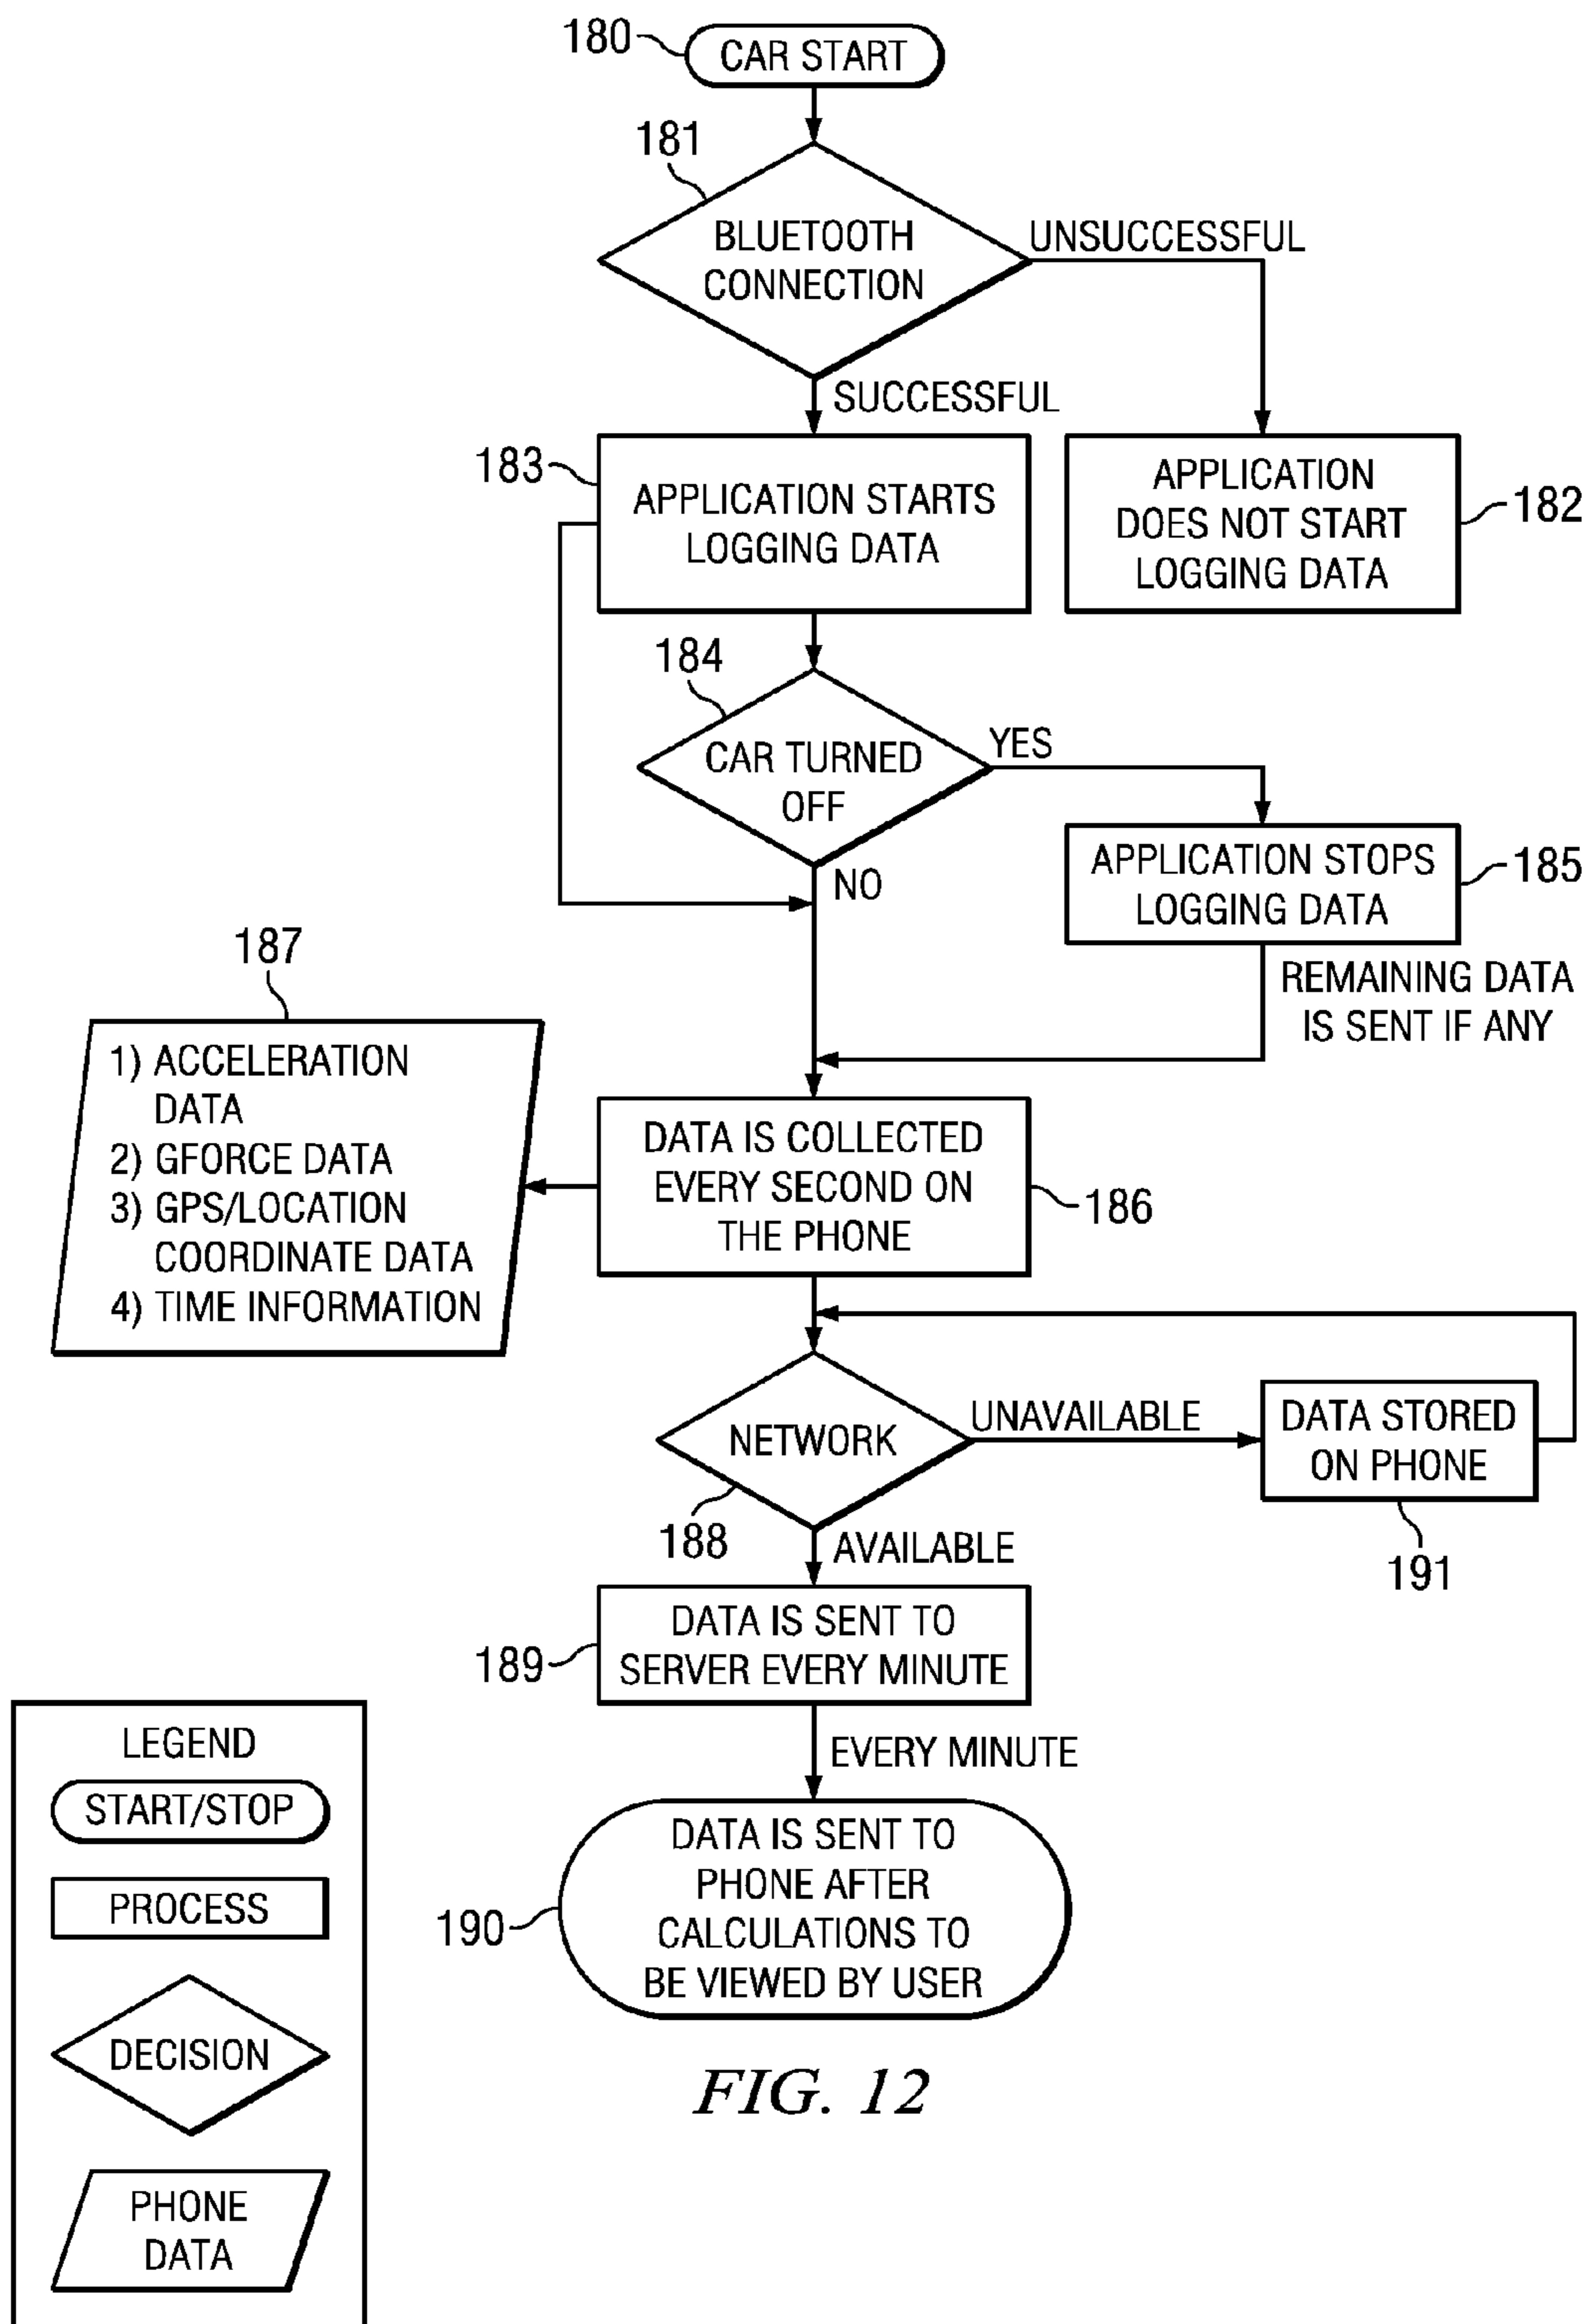 180
CAR START
181
BLUETOOTH
CONNECTION
UNSUCCESSFUL
SUCCESSFUL
183
APPLICATION STARTS
LOGGING DATA
APPLICATION
DOES NOT START
LOGGING DATA
182
184
CAR TURNED
OFF
YES
NO
APPLICATION STOPS
LOGGING DATA
185
REMAINING DATA
IS SENT IF ANY
187
1) ACCELERATION
DATA
2) GFORCE DATA
3) GPS/LOCATION
COORDINATE DATA
4) TIME INFORMATION
DATA IS COLLECTED
EVERY SECOND ON
THE PHONE
186
NETWORK
188
UNAVAILABLE
DATA STORED
ON PHONE
191
AVAILABLE
DATA IS SENT TO
SERVER EVERY MINUTE
189
EVERY MINUTE
DATA IS SENT TO
PHONE AFTER
CALCULATIONS TO
BE VIEWED BY USER
190
LEGEND
START/STOP
PROCESS
DECISION
PHONE
DATA
FIG. 12